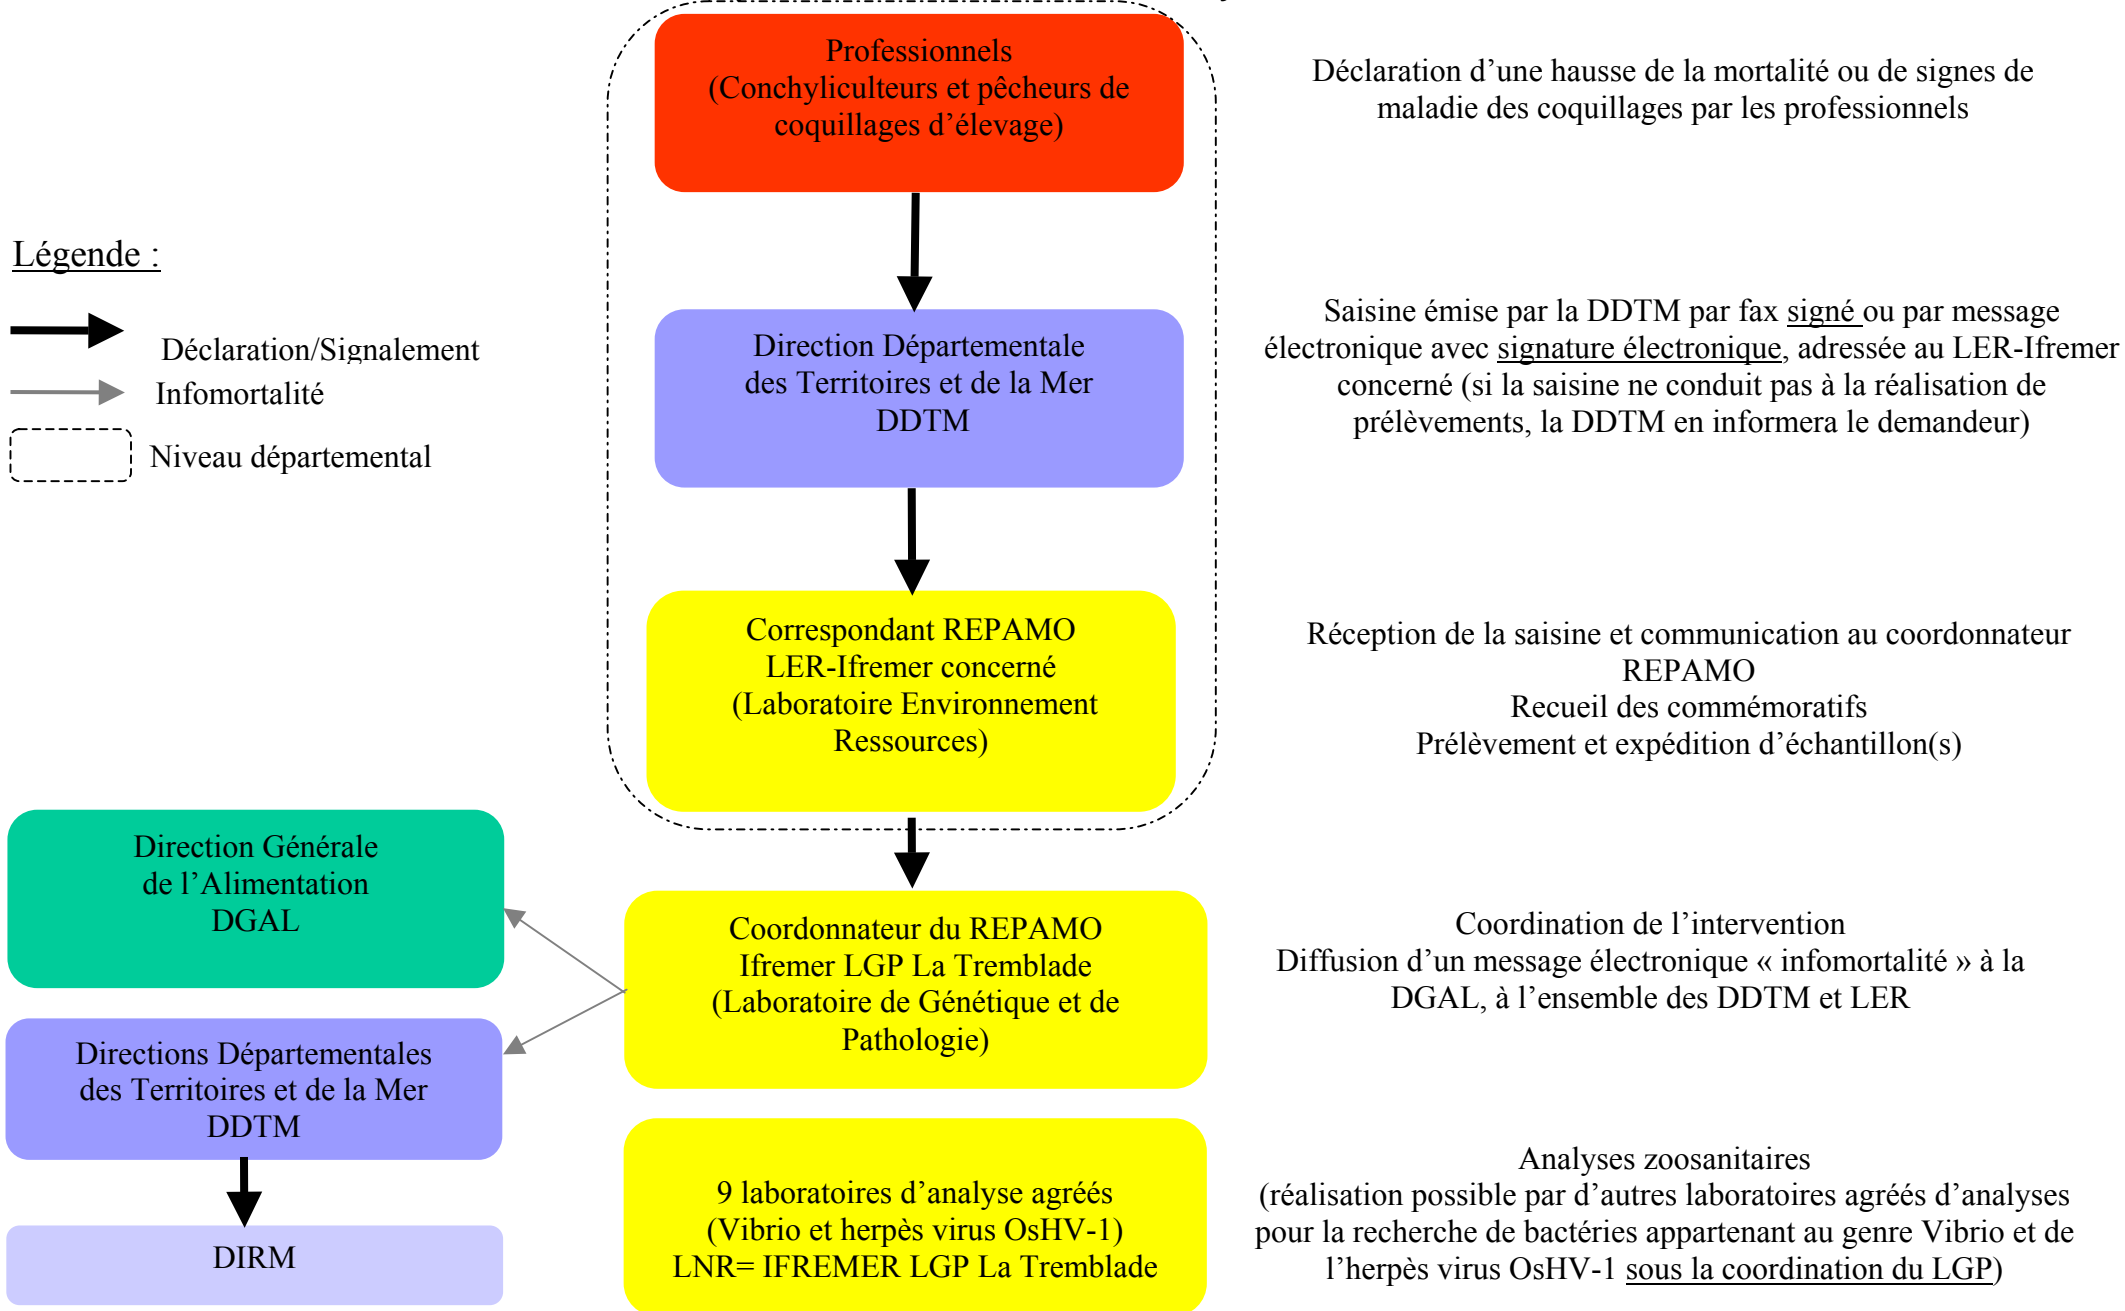 Professionnels
(Conchyliculteurs et pêcheurs de
coquillages d’élevage)
Déclaration d’une hausse de la mortalité ou de signes de
maladie des coquillages par les professionnels
Légende :
Déclaration/Signalement
Infomortalité
Niveau départemental
Direction Départementale
des Territoires et de la Mer
DDTM
Saisine émise par la DDTM par fax signé ou par message
électronique avec signature électronique, adressée au LER-Ifremer
concerné (si la saisine ne conduit pas à la réalisation de
prélèvements, la DDTM en informera le demandeur)
Correspondant REPAMO
LER-Ifremer concerné
(Laboratoire Environnement
Ressources)
Réception de la saisine et communication au coordonnateur
REPAMO
Recueil des commémoratifs
Prélèvement et expédition d’échantillon(s)
Direction Générale
de l’Alimentation
DGAL
Coordonnateur du REPAMO
Ifremer LGP La Tremblade
(Laboratoire de Génétique et de
Pathologie)
Coordination de l’intervention
Diffusion d’un message électronique « infomortalité » à la
DGAL, à l’ensemble des DDTM et LER
Directions Départementales
des Territoires et de la Mer
DDTM
DIRM
9 laboratoires d’analyse agréés
(Vibrio et herpès virus OsHV-1)
LNR= IFREMER LGP La Tremblade
Analyses zoosanitaires
(réalisation possible par d’autres laboratoires agréés d’analyses
pour la recherche de bactéries appartenant au genre Vibrio et de
l’herpès virus OsHV-1 sous la coordination du LGP)